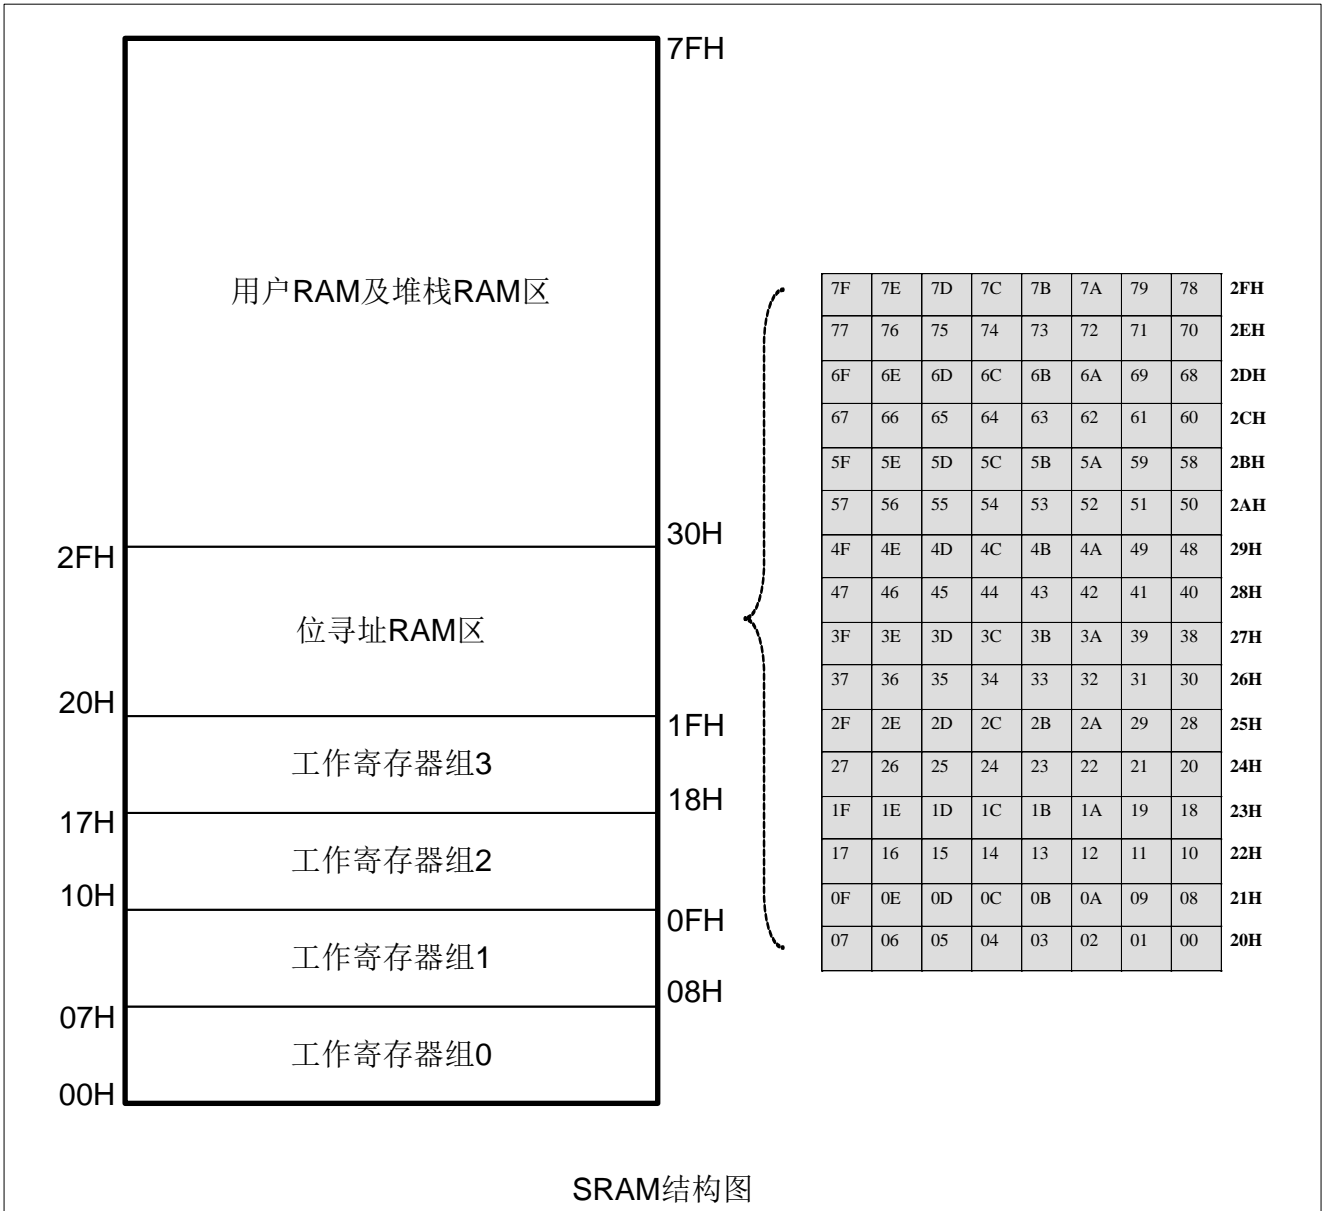 7FH
用户RAM及堆栈RAM区
30H
2FH
位寻址RAM区
20H
1FH
工作寄存器组3
18H
17H
工作寄存器组2
10H
0FH
工作寄存器组1
08H
07H
工作寄存器组0
00H
7F 7E 7D 7C 7B 7A 79 78 2FH
77 76 75 74 73 72 71 70 2EH
6F 6E 6D 6C 6B 6A 69 68 2DH
67 66 65 64 63 62 61 60 2CH
5F 5E 5D 5C 5B 5A 59 58 2BH
57 56 55 54 53 52 51 50 2AH
4F 4E 4D 4C 4B 4A 49 48 29H
47 46 45 44 43 42 41 40 28H
3F 3E 3D 3C 3B 3A 39 38 27H
37 36 35 34 33 32 31 30 26H
2F 2E 2D 2C 2B 2A 29 28 25H
27 26 25 24 23 22 21 20 24H
1F 1E 1D 1C 1B 1A 19 18 23H
17 16 15 14 13 12 11 10 22H
0F 0E 0D 0C 0B 0A 09 08 21H
07 06 05 04 03 02 01 00 20H
SRAM结构图